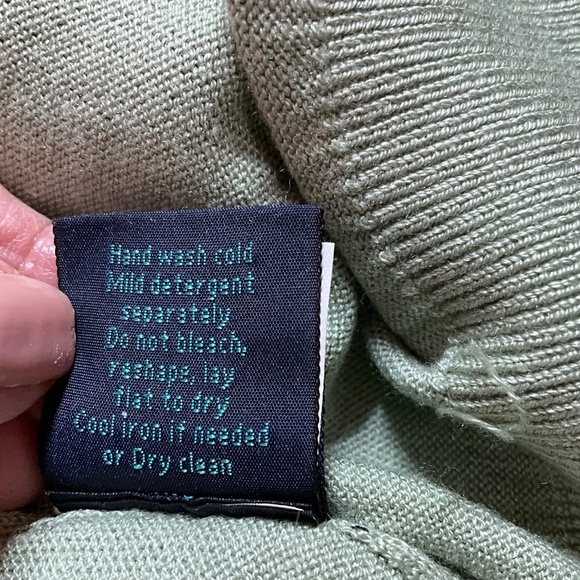 Hand wash cold
Mild detergent
separately
Do not bleach,
reshape, lay
flat to dry
Cool iron if needed
or Dry clean